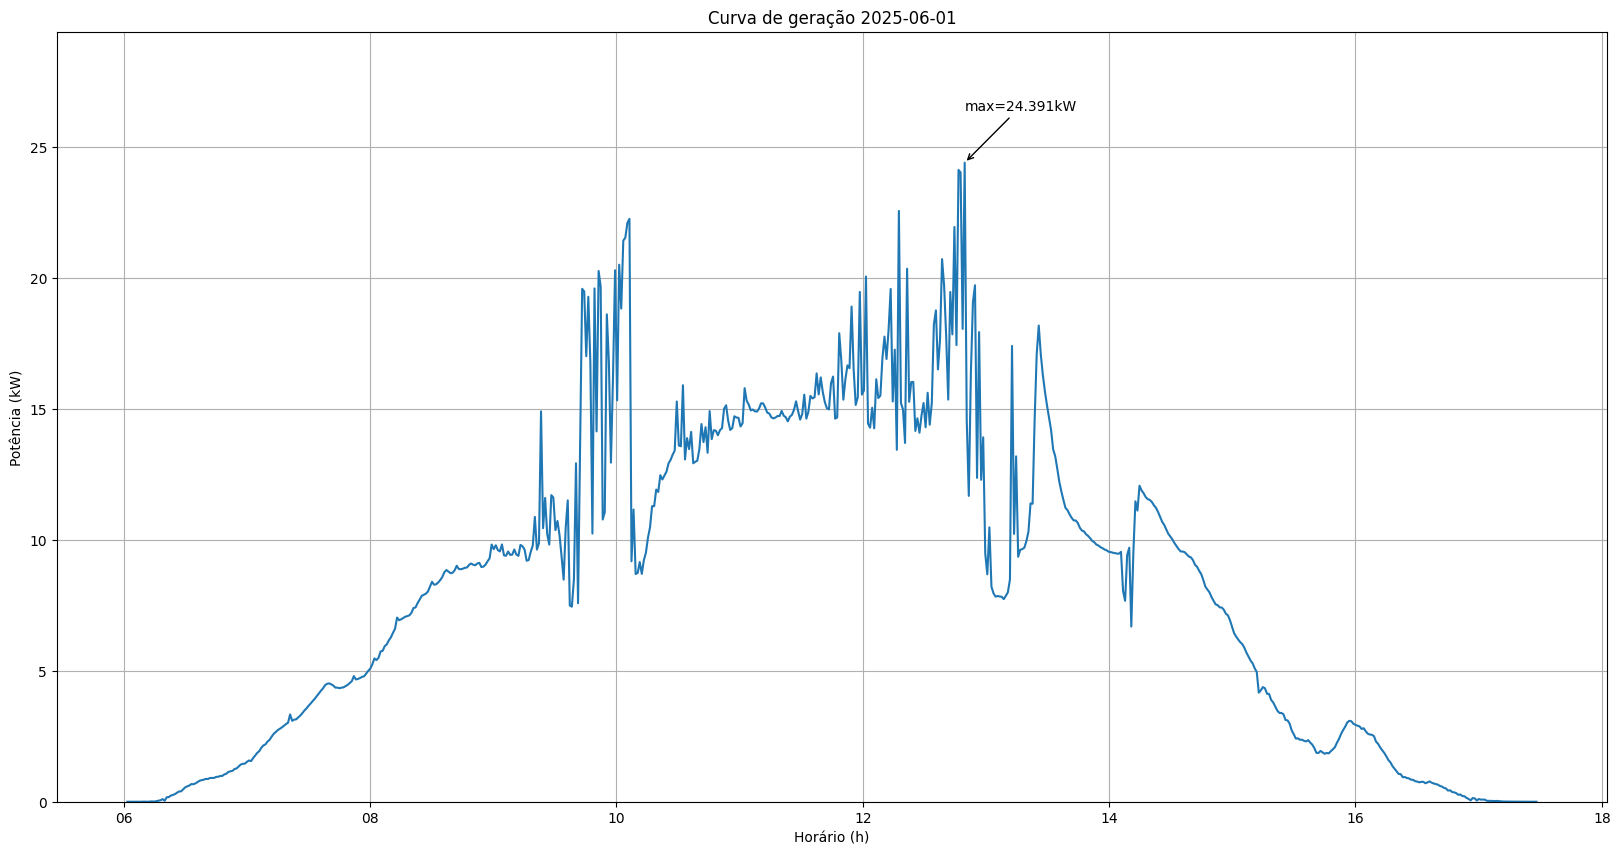 Curva de geração 2025-06-01
max=24.391kW
25
20
15
10
5
0
Potência (kW)
06 08 10 12 14 16 18
Horário (h)